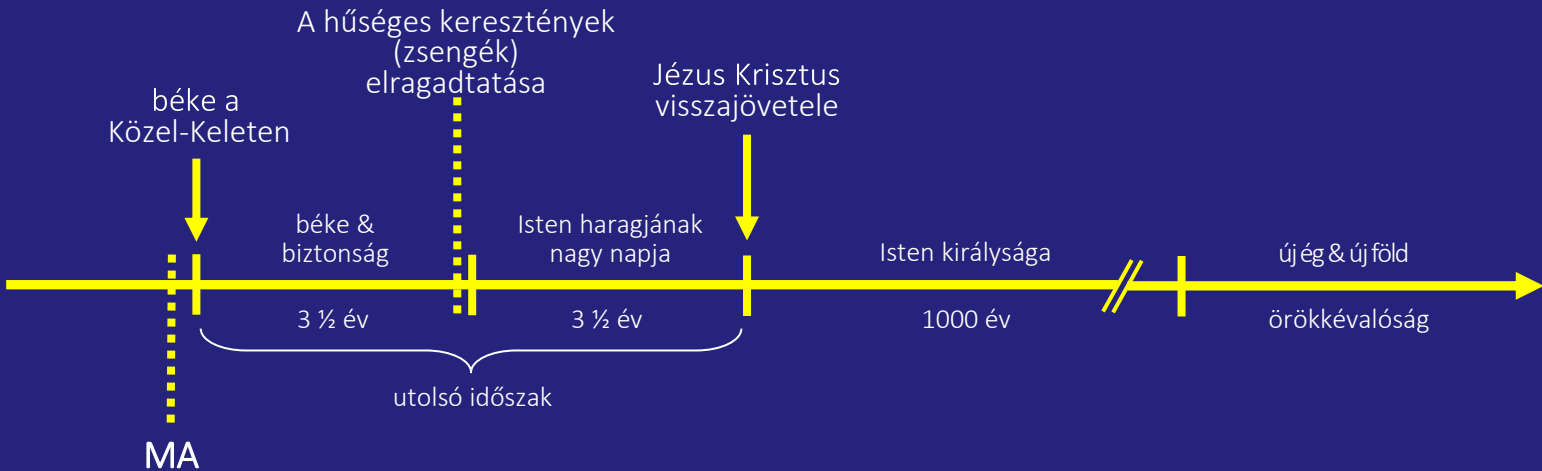 A hűséges keresztények
(zsengék)
elragadtatása
Jézus Krisztus
visszajövetele
béke a
Közel-Keleten
béke &
biztonság
Isten haragjának
nagy napja
Isten királysága
új ég & új föld
3 ½ év
3 ½ év
1000 év
örökkévalóság
utolsó időszak
MA